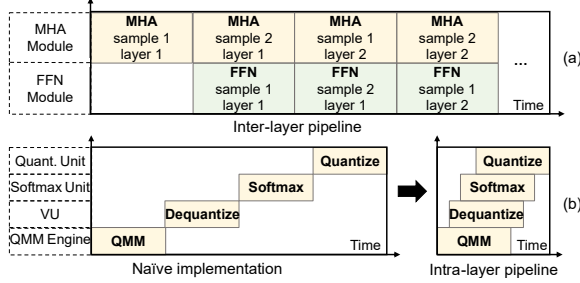 MHA
Module
MHA
sample 1
layer 1
MHA
sample 2
layer 1
MHA
sample 1
layer 2
MHA
sample 2
layer 2
...
(a)
FFN
Module
FFN
sample 1
layer 1
FFN
sample 2
layer 1
FFN
sample 1
layer 2
Time
Inter-layer pipeline
Quant. Unit
Quantize
Quantize
Softmax Unit
Softmax
Softmax
(b)
VU
Dequantize
Dequantize
QMM Engine
QMM
Time
QMM
Time
Naïve implementation
Intra-layer pipeline